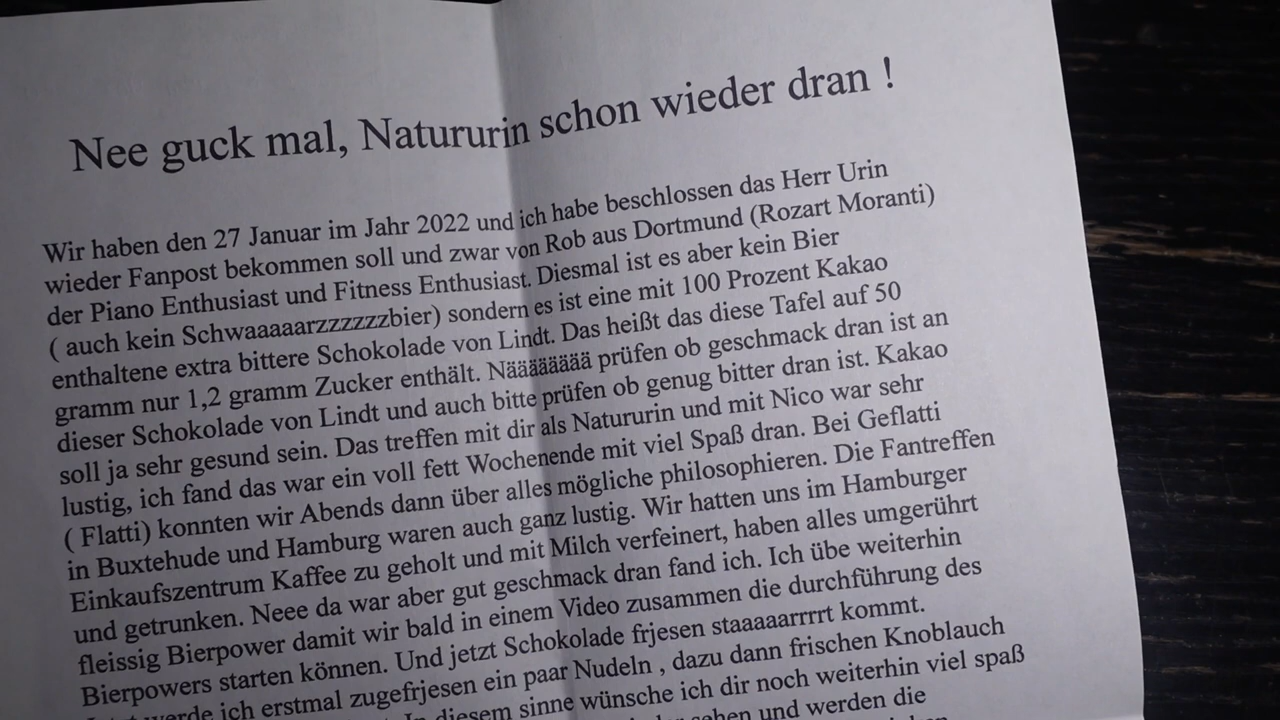 Nee guck mal, Natururin schon wieder dran !
Wir haben den 27 Januar im Jahr 2022 und ich habe beschlossen das Herr Urin
wieder Fanpost bekommen soll und zwar von Rob aus Dortmund (Rozart Moranti)
der Piano Enthusiast und Fitness Enthusiast. Diesmal ist es aber kein Bier
( auch kein Schwaaaaarzzzzzzbier) sondern es ist eine mit 100 Prozent Kakao
enthaltene extra bittere Schokolade von Lindt. Das heißt das diese Tafel auf 50
gramm nur 1,2 gramm Zucker enthält. Näääääääää prüfen ob geschmack dran ist an
dieser Schokolade von Lindt und auch bitte prüfen ob genug bitter dran ist. Kakao
soll ja sehr gesund sein. Das treffen mit dir als Natururin und mit Nico war sehr
lustig, ich fand das war ein voll fett Wochenende mit viel Spaß dran. Bei Geflatti
( Flatti) konnten wir Abends dann über alles mögliche philosophieren. Die Fantreffen
in Buxtehude und Hamburg waren auch ganz lustig. Wir hatten uns im Hamburger
Einkaufszentrum Kaffee zu geholt und mit Milch verfeinert, haben alles umgerührt
und getrunken. Neee da war aber gut geschmack dran fand ich. Ich übe weiterhin
fleissig Bierpower damit wir bald in einem Video zusammen die durchführung des
Bierpowers starten können. Und jetzt Schokolade frjesen staaaaarrrrt kommt.
werde ich erstmal zugefrjesen ein paar Nudeln , dazu dann frischen Knoblauch
In diesem sinne wünsche ich dir noch weiterhin viel spaß
sehen und werden die